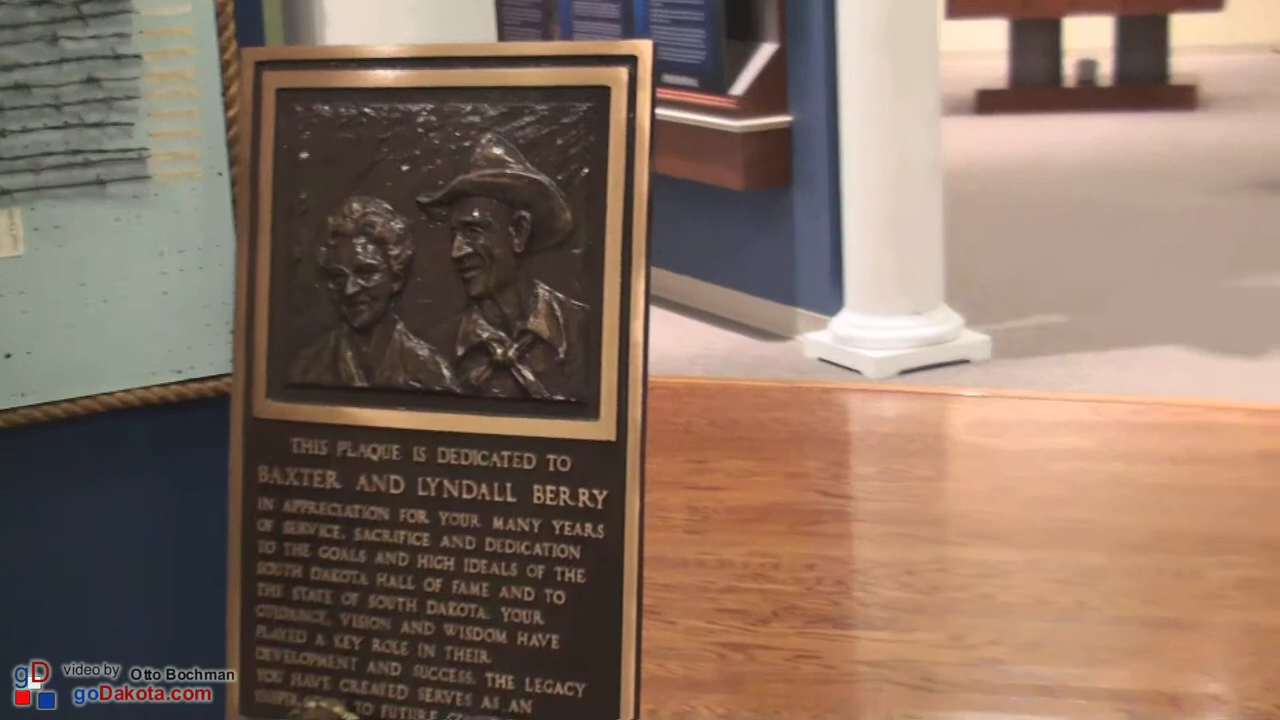 THIS PLAQUE IS DEDICATED TO
BAXTER AND LYNDALL BERRY
IN APPRECIATION FOR YOUR MANY YEARS
OF SERVICE, SACRIFICE AND DEDICATION
TO THE GOALS AND HIGH IDEALS OF THE
SOUTH DAKOTA HALL OF FAME AND TO
THE STATE OF SOUTH DAKOTA. YOUR
GUIDANCE, VISION AND WISDOM HAVE
PLAYED A KEY ROLE IN THEIR
DEVELOPMENT AND SUCCESS. THE LEGACY
YOU HAVE CREATED SERVES AS AN
TO FUTURE
gD video by Otto Bochman
goDakota.com